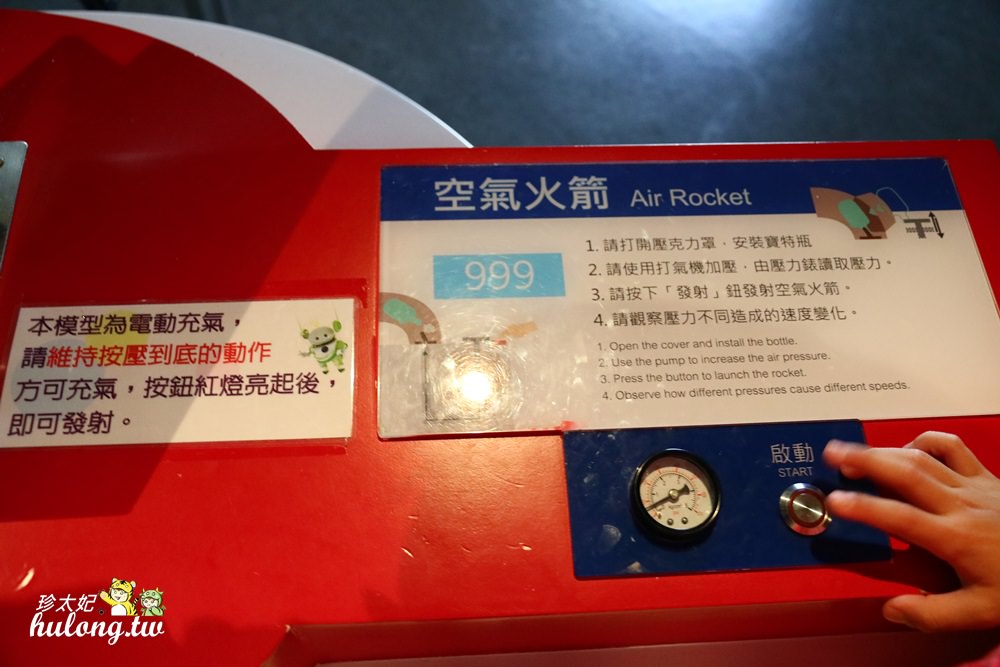 空氣火箭 Air Rocket
989
1. 請打開壓克力罩，安裝寶特瓶
2. 請使用打氣機加壓，由壓力錶讀取壓力。
3. 請按下「發射」鈕發射空氣火箭。
4. 請觀察壓力不同造成的速度變化。
1. Open the cover and install the bottle.
2. Use the pump to increase the air pressure.
3. Press the button to launch the rocket.
4. Observe how different pressures cause different speeds.
本模型為電動充氣，
請維持按壓到底的動作
方可充氣，按鈕紅燈亮起後，
即可發射。
啟動
START
珍太妃
hulong.tw